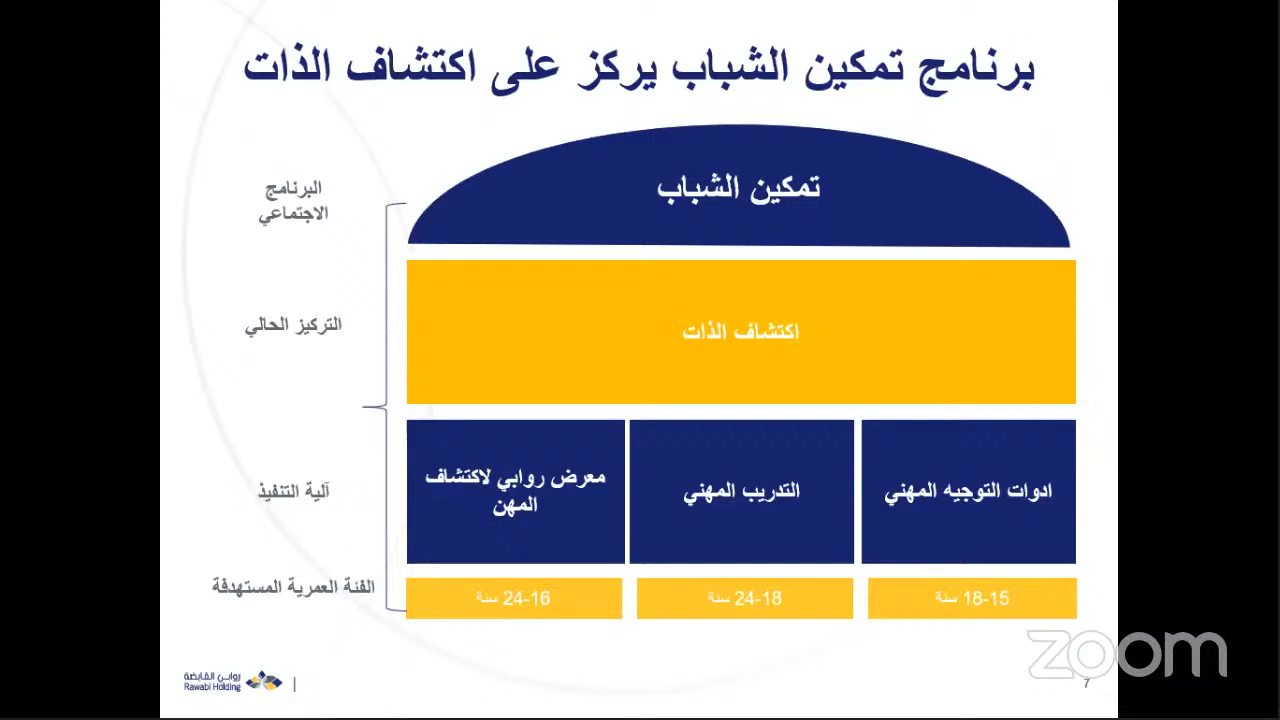 برنامج تمكين الشباب يركز على اكتشاف الذات
البرنامج
الاجتماعي
تمكين الشباب
التركيز الحالي
اكتشاف الذات
آلية التنفيذ
ادوات التوجيه المهني
التدريب المهني
معرض روابي لاكتشاف
المهن
الفئة العمرية المستهدفة
18-15 سنة
24-18 سنة
24-16 سنة
zoom
روابي القابضة
Rawabi Holding
7